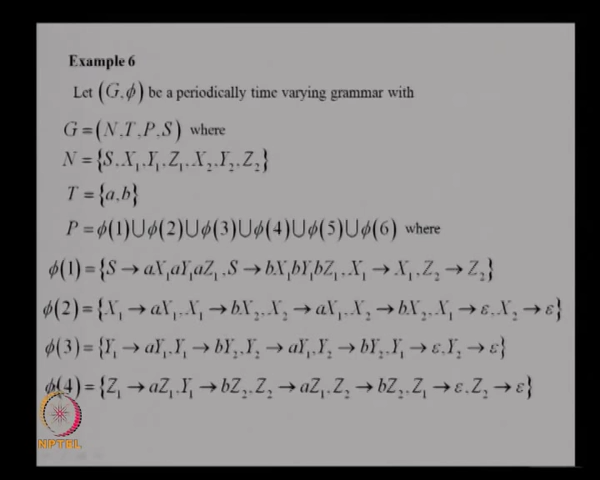 Example 6
Let (G,ϕ) be a periodically time varying grammar with
G = (N,T,P,S) where
N = {S,X₁,Y₁,Z₁,X₂,Y₂,Z₂}
T = {a,b}
P = ϕ(1)⋃ϕ(2)⋃ϕ(3)⋃ϕ(4)⋃ϕ(5)⋃ϕ(6) where
ϕ(1) = {S → aX₁aY₁aZ₁,S → bX₁bY₁bZ₁,X₁ → X₁,Z₂ → Z₂}
ϕ(2) = {X₁ → aX₁,X₁ → bX₂,X₂ → aX₁,X₂ → bX₂,X₁ → ε,X₂ → ε}
ϕ(3) = {Y₁ → aY₁,Y₁ → bY₂,Y₂ → aY₁,Y₂ → bY₂,Y₁ → ε,Y₂ → ε}
ϕ(4) = {Z₁ → aZ₁,Y₁ → bZ₂,Z₂ → aZ₁,Z₂ → bZ₂,Z₁ → ε,Z₂ → ε}
NPTEL